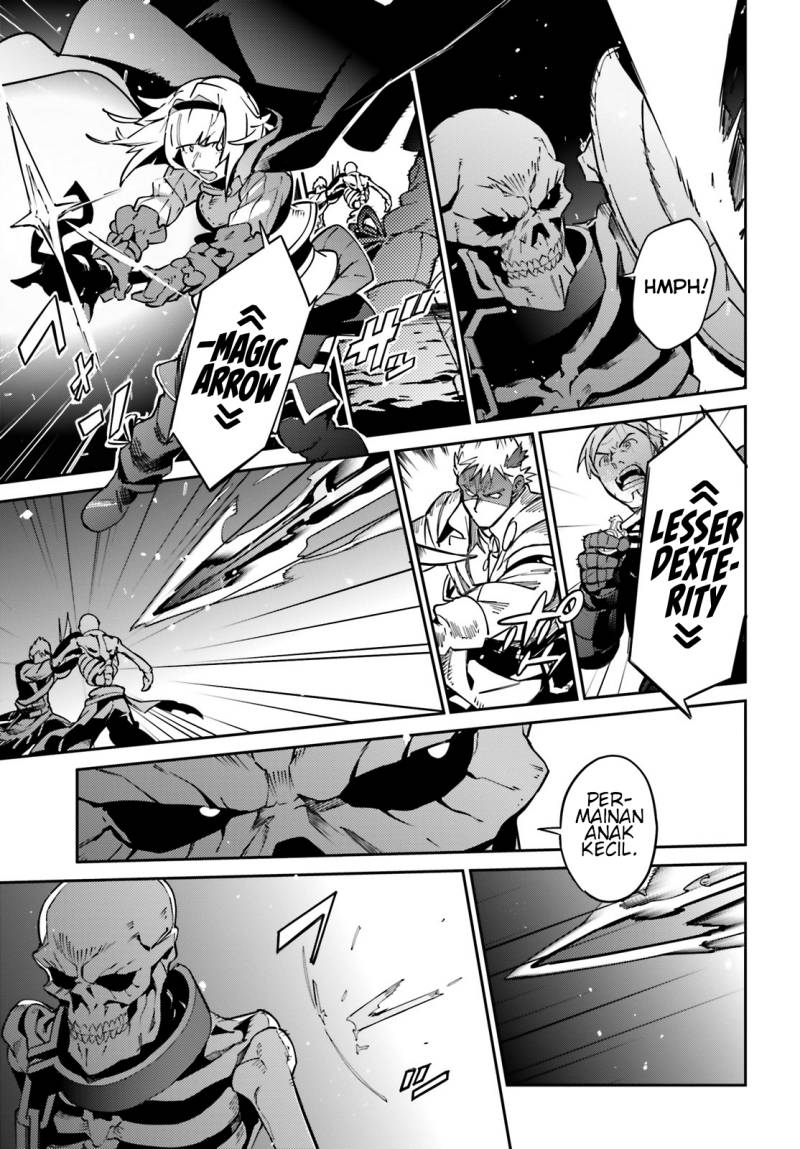 HMPH!
《
-MAGIC
ARROW
》
《
LESSER
DEXTE-
RITY
》
PER-
MAINAN
ANAK
KECIL.